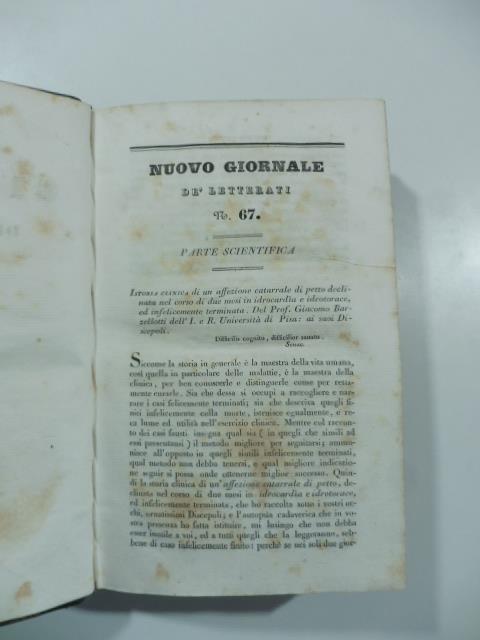 NUOVO GIORNALE
DE' LETTERATI
N. 67.
PARTE SCIENTIFICA
Istoria clinica di un affezione catarrale di petto decli-
nata nel corso di due mesi in idrocardia e idrotorace,
ed infelicemente terminata. Del Prof. Giacomo Bar-
zellotti dell'I. e R. Università di Pisa: ai suoi Di-
scepoli.
Difficilis cognitu, difficilior sanatu.
Senac.
Siccome la storia in generale è la maestra della vita umana,
così quella in particolare delle malattie, è la maestra della
clinica, per ben conoscerle e distinguerle come per retta-
mente curarle. Sia che dessa si occupi a raccogliere e nar-
rare i casi felicemente terminati; sia che descriva quegli fi-
niti infelicemente colla morte, istruisce egualmente, e re-
ca lume ed utilità nell'esercizio clinico. Mentre col raccon-
to dei casi fausti insegna qual sia (in quegli che simili ad
essi presentansi) il metodo migliore per seguitarsi; ammo-
nisce all'opposto in quegli simili infelicemente terminati,
qual metodo non debba tenersi, e qual migliore indicazione
seguir si possa onde ottenerne miglior successo. Quin-
di la storia clinica di un'affezione catarrale di petto, de-
clinata nel corso di due mesi in idrocardia e idrotorace,
ed infelicemente terminata, che ho raccolta sotto i vostri oc-
chi, ornatissimi Discepoli; e l'autopsia cadaverica che in vo-
stra presenza ho fatta istituire, mi lusingo che non debba
esser inutile a voi, ed a tutti quegli che la leggeranno, seb-
bene di caso infelicemente finito: perchè se nei soli due gior-